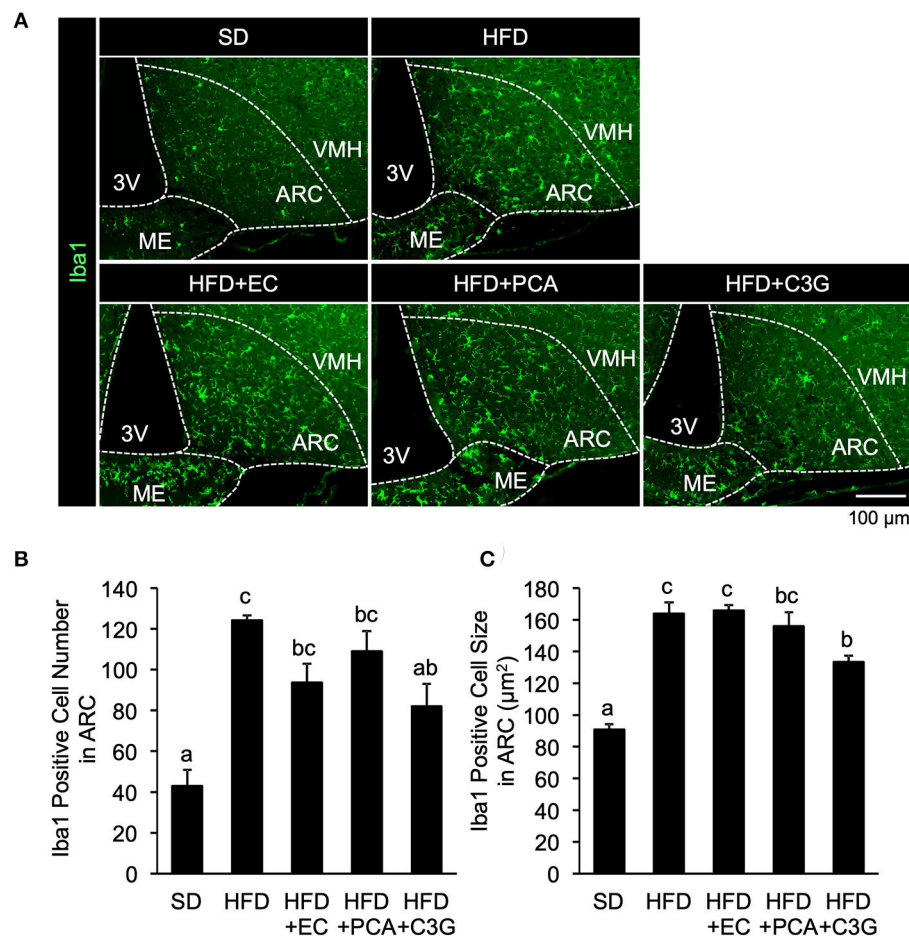 A
SD HFD
Iba1
3V ARC VMH ME
3V ARC VMH ME
HFD+EC HFD+PCA HFD+C3G
3V ARC VMH ME
3V ARC VMH ME
3V ARC VMH ME
100 µm
B
Iba1 Positive Cell Number
in ARC
140
120
100
80
60
40
20
0
a c bc bc ab
SD HFD HFD HFD HFD
+EC +PCA +C3G
C
Iba1 Positive Cell Size
in ARC (µm²)
180
160
140
120
100
80
60
40
20
0
a c c bc b
SD HFD HFD HFD HFD
+EC +PCA +C3G